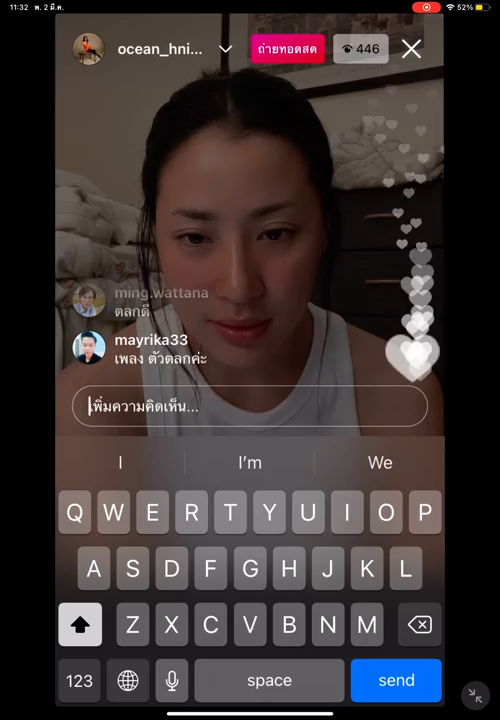 11:32 พ. 2 มี.ค.
52%
ocean_hni...
ถ่ายทอดสด
446
ming.wattana
ตลกดี
mayrika33
เพลง ตัวตลกค่ะ
เพิ่มความคิดเห็น...
I I'm We
Q W E R T Y U I O P
A S D F G H J K L
Z X C V B N M
123 space send